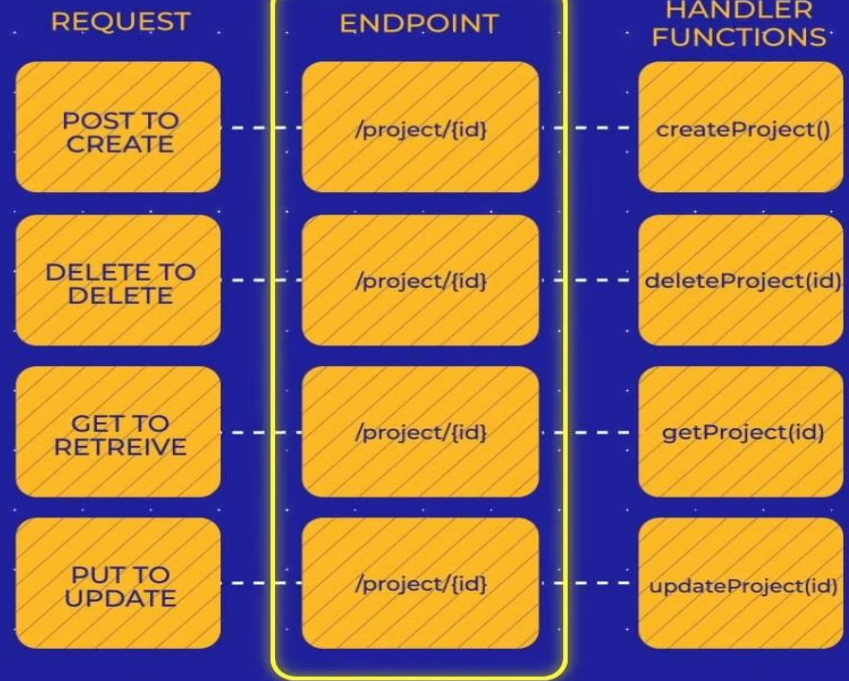 REQUEST
ENDPOINT
HANDLER
FUNCTIONS
POST TO
CREATE
/project/{id}
createProject()
DELETE TO
DELETE
/project/{id}
deleteProject(id)
GET TO
RETREIVE
/project/{id}
getProject(id)
PUT TO
UPDATE
/project/{id}
updateProject(id)